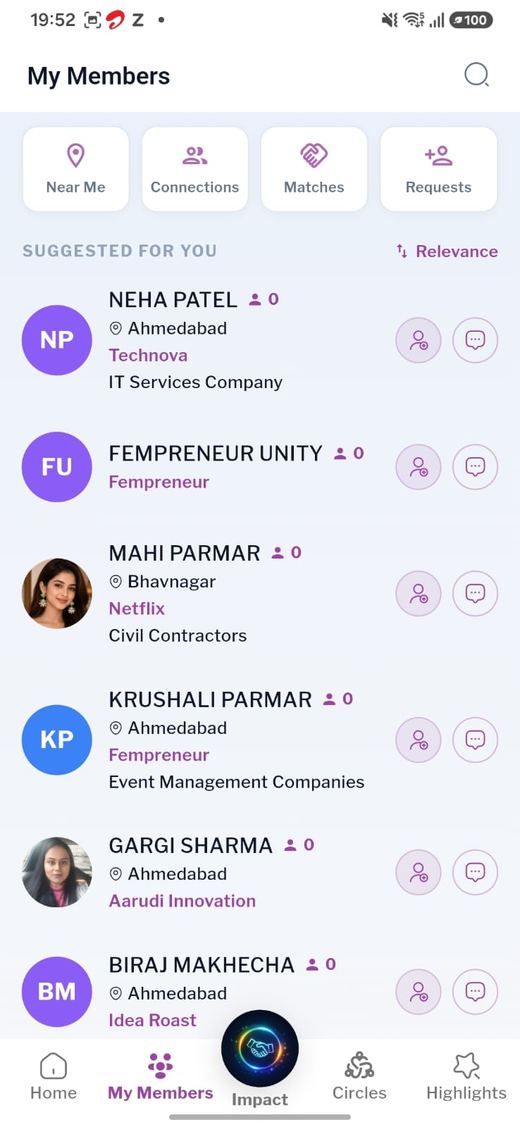 19:52 Z 100
My Members
Near Me Connections Matches Requests
SUGGESTED FOR YOU Relevance
NEHA PATEL 0
NP
Ahmedabad
Technova
IT Services Company
FEMPRENEUR UNITY 0
FU
Fempreneur
MAHI PARMAR 0
Bhavnagar
Netflix
Civil Contractors
KRUSHALI PARMAR 0
KP
Ahmedabad
Fempreneur
Event Management Companies
GARGI SHARMA 0
Ahmedabad
Aarudi Innovation
BIRAJ MAKHECHA 0
BM
Ahmedabad
Idea Roast
Home My Members Impact Circles Highlights